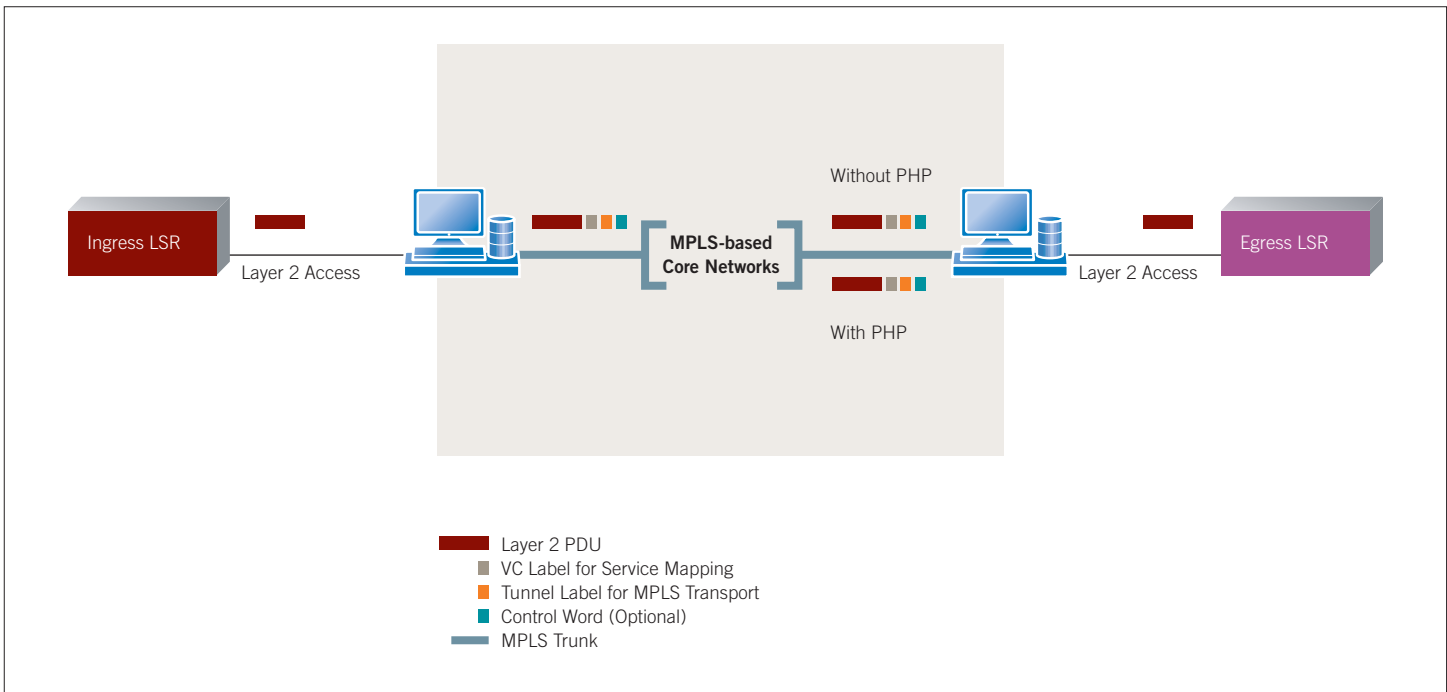 Without PHP
Ingress LSR
Layer 2 Access
MPLS-based
Core Networks
Layer 2 Access
Egress LSR
With PHP
Layer 2 PDU
VC Label for Service Mapping
Tunnel Label for MPLS Transport
Control Word (Optional)
MPLS Trunk